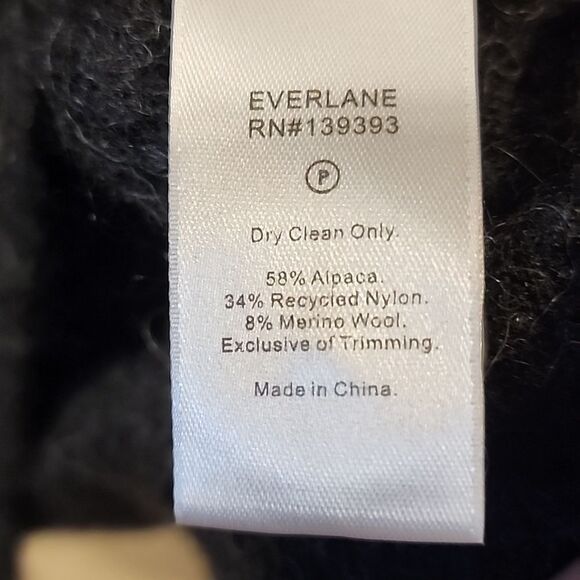 EVERLANE
RN#139393
P
Dry Clean Only.
58% Alpaca.
34% Recycled Nylon.
8% Merino Wool.
Exclusive of Trimming.
Made in China.